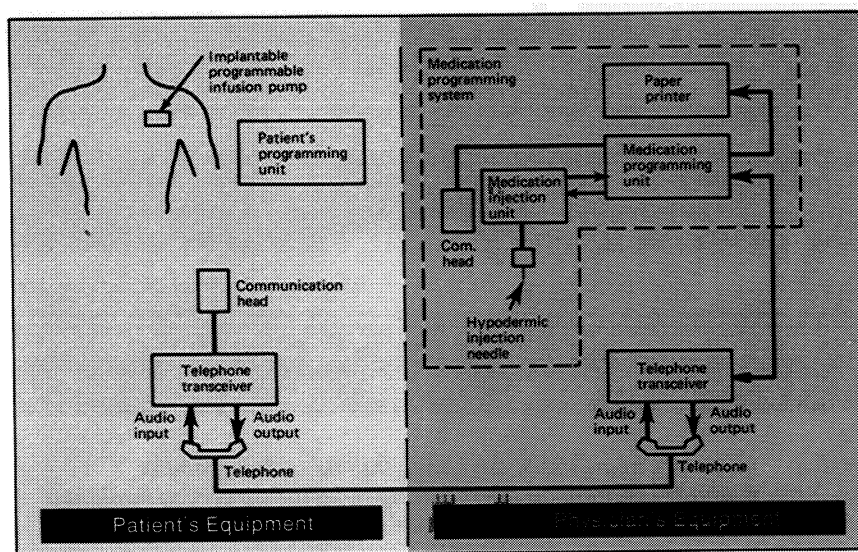 Implantable
programmable
infusion pump
Patient's
programming
unit
Communication
head
Telephone
transceiver
Audio
input
Audio
output
Telephone
Patient's Equipment
Medication
programming
system
Paper
printer
Medication
programming
unit
Medication
injection
unit
Com.
head
Hypodermic
injection
needle
Telephone
transceiver
Audio
input
Audio
output
Telephone
Physician's Equipment